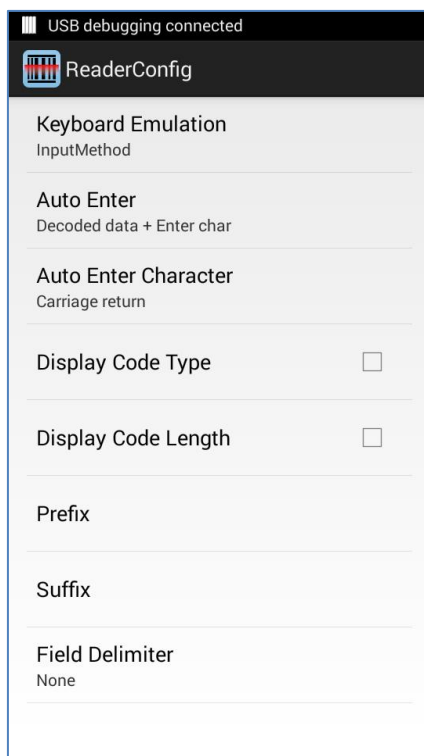 USB debugging connected
ReaderConfig
Keyboard Emulation
InputMethod
Auto Enter
Decoded data + Enter char
Auto Enter Character
Carriage return
Display Code Type
Display Code Length
Prefix
Suffix
Field Delimiter
None